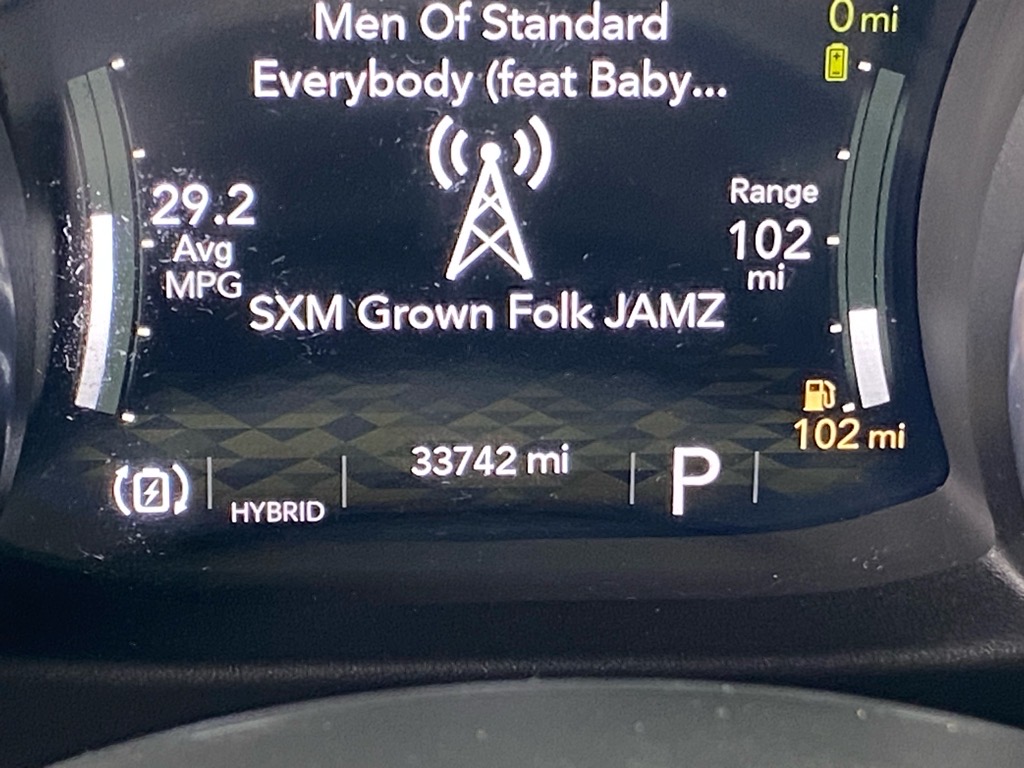 Men Of Standard
0 mi
Everybody (feat Baby...
29.2
Avg
MPG
Range
102
mi
SXM Grown Folk JAMZ
102 mi
33742 mi
P
HYBRID